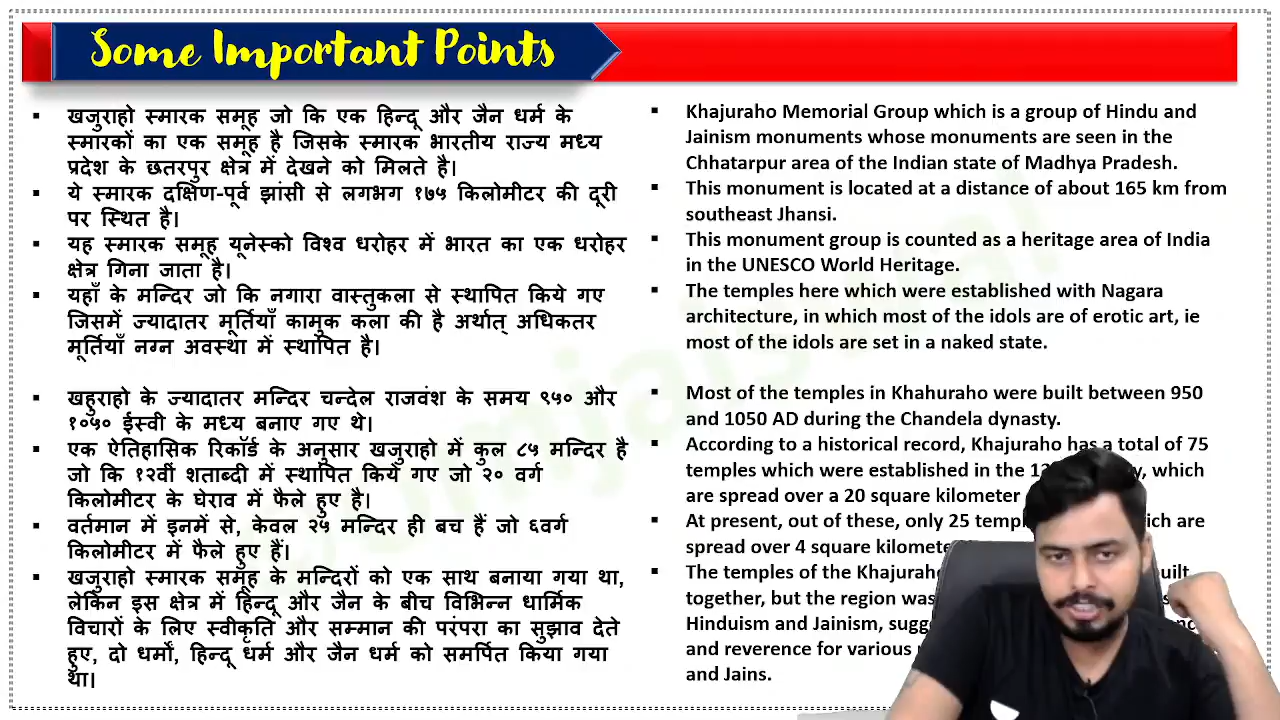 Some Important Points
खजुराहो स्मारक समूह जो कि एक हिन्दू और जैन धर्म के
स्मारकों का एक समूह है जिसके स्मारक भारतीय राज्य मध्य
प्रदेश के छतरपुर क्षेत्र में देखने को मिलते है।
ये स्मारक दक्षिण-पूर्व झांसी से लगभग १७५ किलोमीटर की दूरी
पर स्थित है।
यह स्मारक समूह यूनेस्को विश्व धरोहर में भारत का एक धरोहर
क्षेत्र गिना जाता है।
यहाँ के मन्दिर जो कि नगारा वास्तुकला से स्थापित किये गए
जिसमें ज्यादातर मूर्तियाँ कामुक कला की है अर्थात् अधिकतर
मूर्तियाँ नग्न अवस्था में स्थापित है।
खहुराहो के ज्यादातर मन्दिर चन्देल राजवंश के समय ९५० और
१०५० ईस्वी के मध्य बनाए गए थे।
एक ऐतिहासिक रिकॉर्ड के अनुसार खजुराहो में कुल ८५ मन्दिर है
जो कि १२वीं शताब्दी में स्थापित किये गए जो २० वर्ग
किलोमीटर के घेराव में फैले हुए है।
वर्तमान में इनमें से, केवल २५ मन्दिर ही बच हैं जो ६वर्ग
किलोमीटर में फैले हुए हैं।
खजुराहो स्मारक समूह के मन्दिरों को एक साथ बनाया गया था,
लेकिन इस क्षेत्र में हिन्दू और जैन के बीच विभिन्न धार्मिक
विचारों के लिए स्वीकृति और सम्मान की परंपरा का सुझाव देते
हुए, दो धर्मों, हिन्दू धर्म और जैन धर्म को समर्पित किया गया
था।
Khajuraho Memorial Group which is a group of Hindu and
Jainism monuments whose monuments are seen in the
Chhatarpur area of the Indian state of Madhya Pradesh.
This monument is located at a distance of about 165 km from
southeast Jhansi.
This monument group is counted as a heritage area of India
in the UNESCO World Heritage.
The temples here which were established with Nagara
architecture, in which most of the idols are of erotic art, ie
most of the idols are set in a naked state.
Most of the temples in Khahuraho were built between 950
and 1050 AD during the Chandela dynasty.
According to a historical record, Khajuraho has a total of 75
temples which were established in the which
are spread over a 20 square kilometer
At present, out of these, only 25 are
spread over 4 square
The temples of the
together, but the region was
Hinduism and Jainism,
and reverence for various
and Jains.